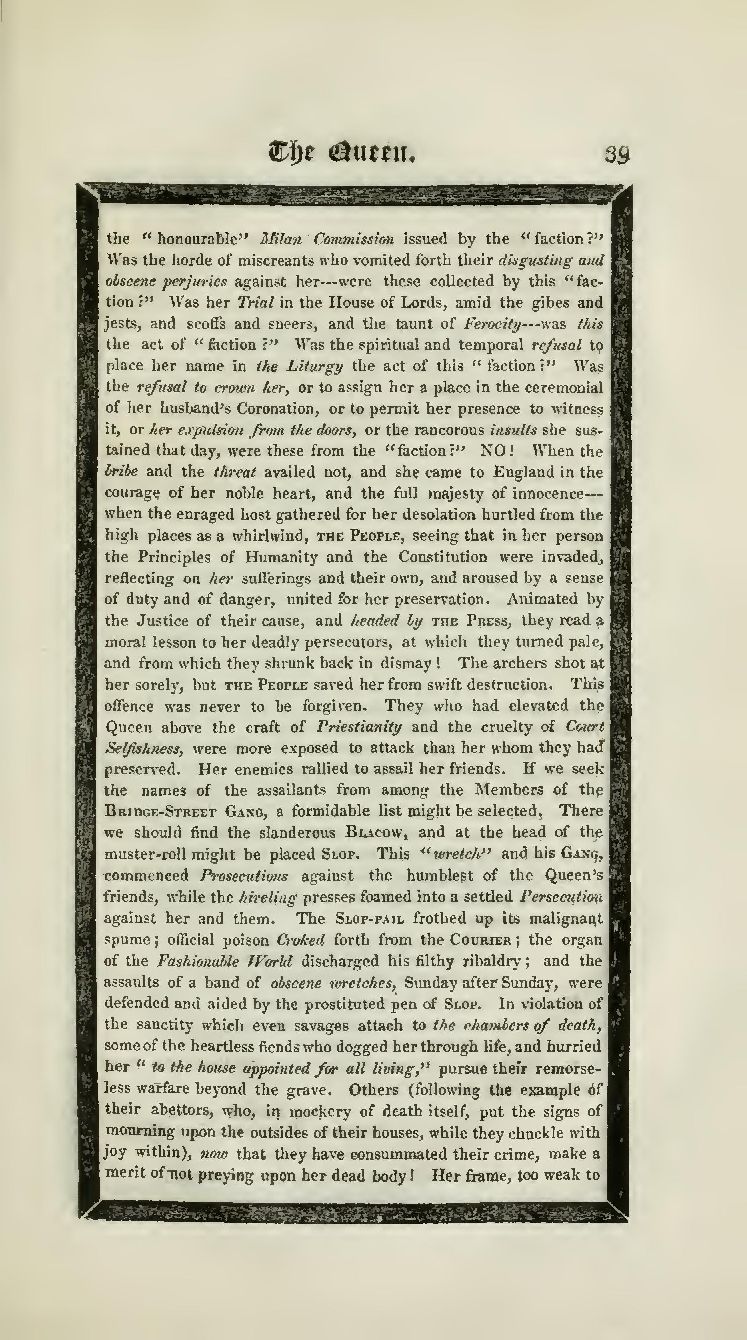 The Queen. 39
the “honourable” Milan Commission issued by the “faction?”
Was the horde of miscreants who vomited forth their disgusting and
obscene perjuries against her---were these collected by this “fac-
tion?” Was her Trial in the House of Lords, amid the gibes and
jests, and scoffs and sneers, and the taunt of Ferocity---was this
the act of “faction?” Was the spiritual and temporal refusal to
place her name in the Liturgy the act of this “faction?” Was
the refusal to crown her, or to assign her a place in the ceremonial
of her husband's Coronation, or to permit her presence to witness
it, or her expulsion from the doors, or the rancorous insults she sus-
tained that day, were these from the “faction?” NO! When the
bribe and the threat availed not, and she came to England in the
courage of her noble heart, and the full majesty of innocence---
when the enraged host gathered for her desolation hurtled from the
high places as a whirlwind, THE PEOPLE, seeing that in her person
the Principles of Humanity and the Constitution were invaded,
reflecting on her sufferings and their own, and aroused by a sense
of duty and of danger, united for her preservation. Animated by
the Justice of their cause, and headed by THE PRESS, they read a
moral lesson to her deadly persecutors, at which they turned pale,
and from which they shrunk back in dismay! The archers shot at
her sorely, but THE PEOPLE saved her from swift destruction. This
offence was never to be forgiven. They who had elevated the
Queen above the craft of Priestianity and the cruelty of Court
Selfishness, were more exposed to attack than her whom they had
preserved. Her enemies rallied to assail her friends. If we seek
the names of the assailants from among the Members of the
BRIDGE-STREET GANG, a formidable list might be selected. There
we should find the slanderous BLACOW, and at the head of the
muster-roll might be placed SLOP. This “wretch” and his GANG,
commenced Prosecutions against the humblest of the Queen's
friends, while the hireling presses foamed into a settled Persecution
against her and them. The SLOP-PAIL frothed up its malignant
spume; official poison Croked forth from the COURIER; the organ
of the Fashionable World discharged his filthy ribaldry; and the
assaults of a band of obscene wretches, Sunday after Sunday, were
defended and aided by the prostituted pen of SLOP. In violation of
the sanctity which even savages attach to the chambers of death,
some of the heartless fiends who dogged her through life, and hurried
her “to the house appointed for all living,” pursue their remorse-
less warfare beyond the grave. Others (following the example of
their abettors, who, in mockery of death itself, put the signs of
mourning upon the outsides of their houses, while they chuckle with
joy within), now that they have consummated their crime, make a
merit of not preying upon her dead body! Her frame, too weak to